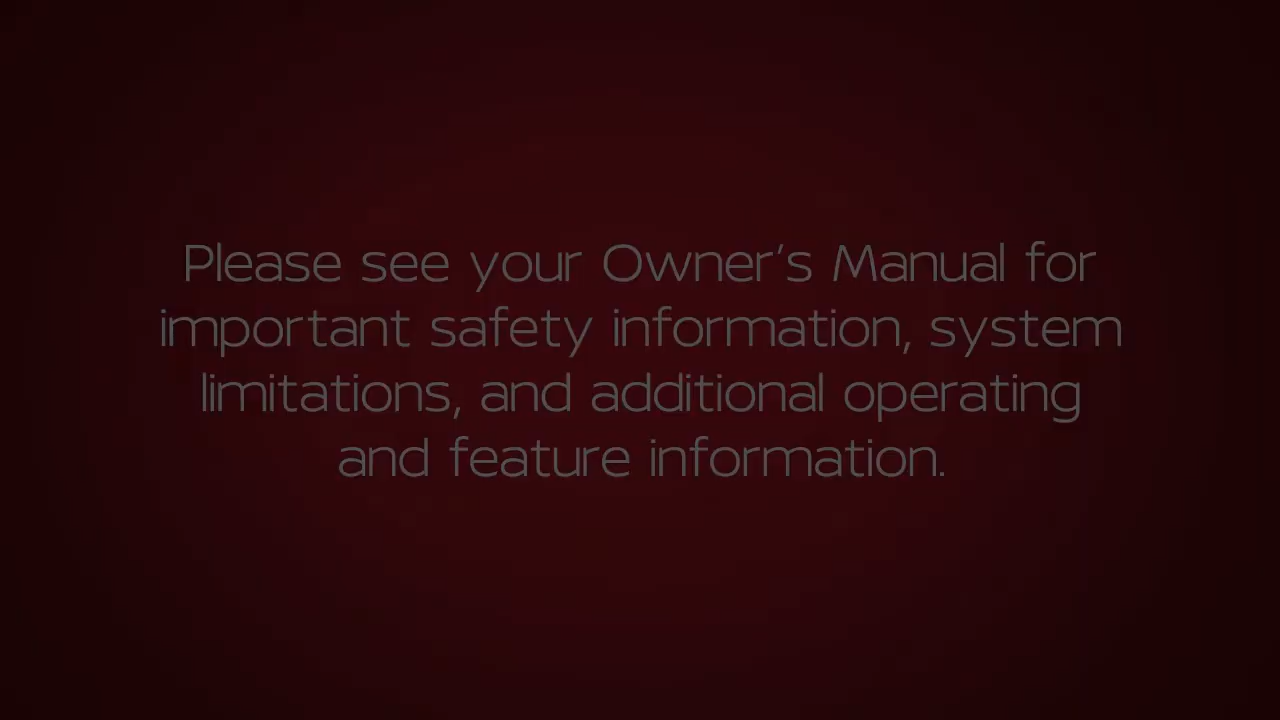 Please see your Owner’s Manual for
important safety information, system
limitations, and additional operating
and feature information.